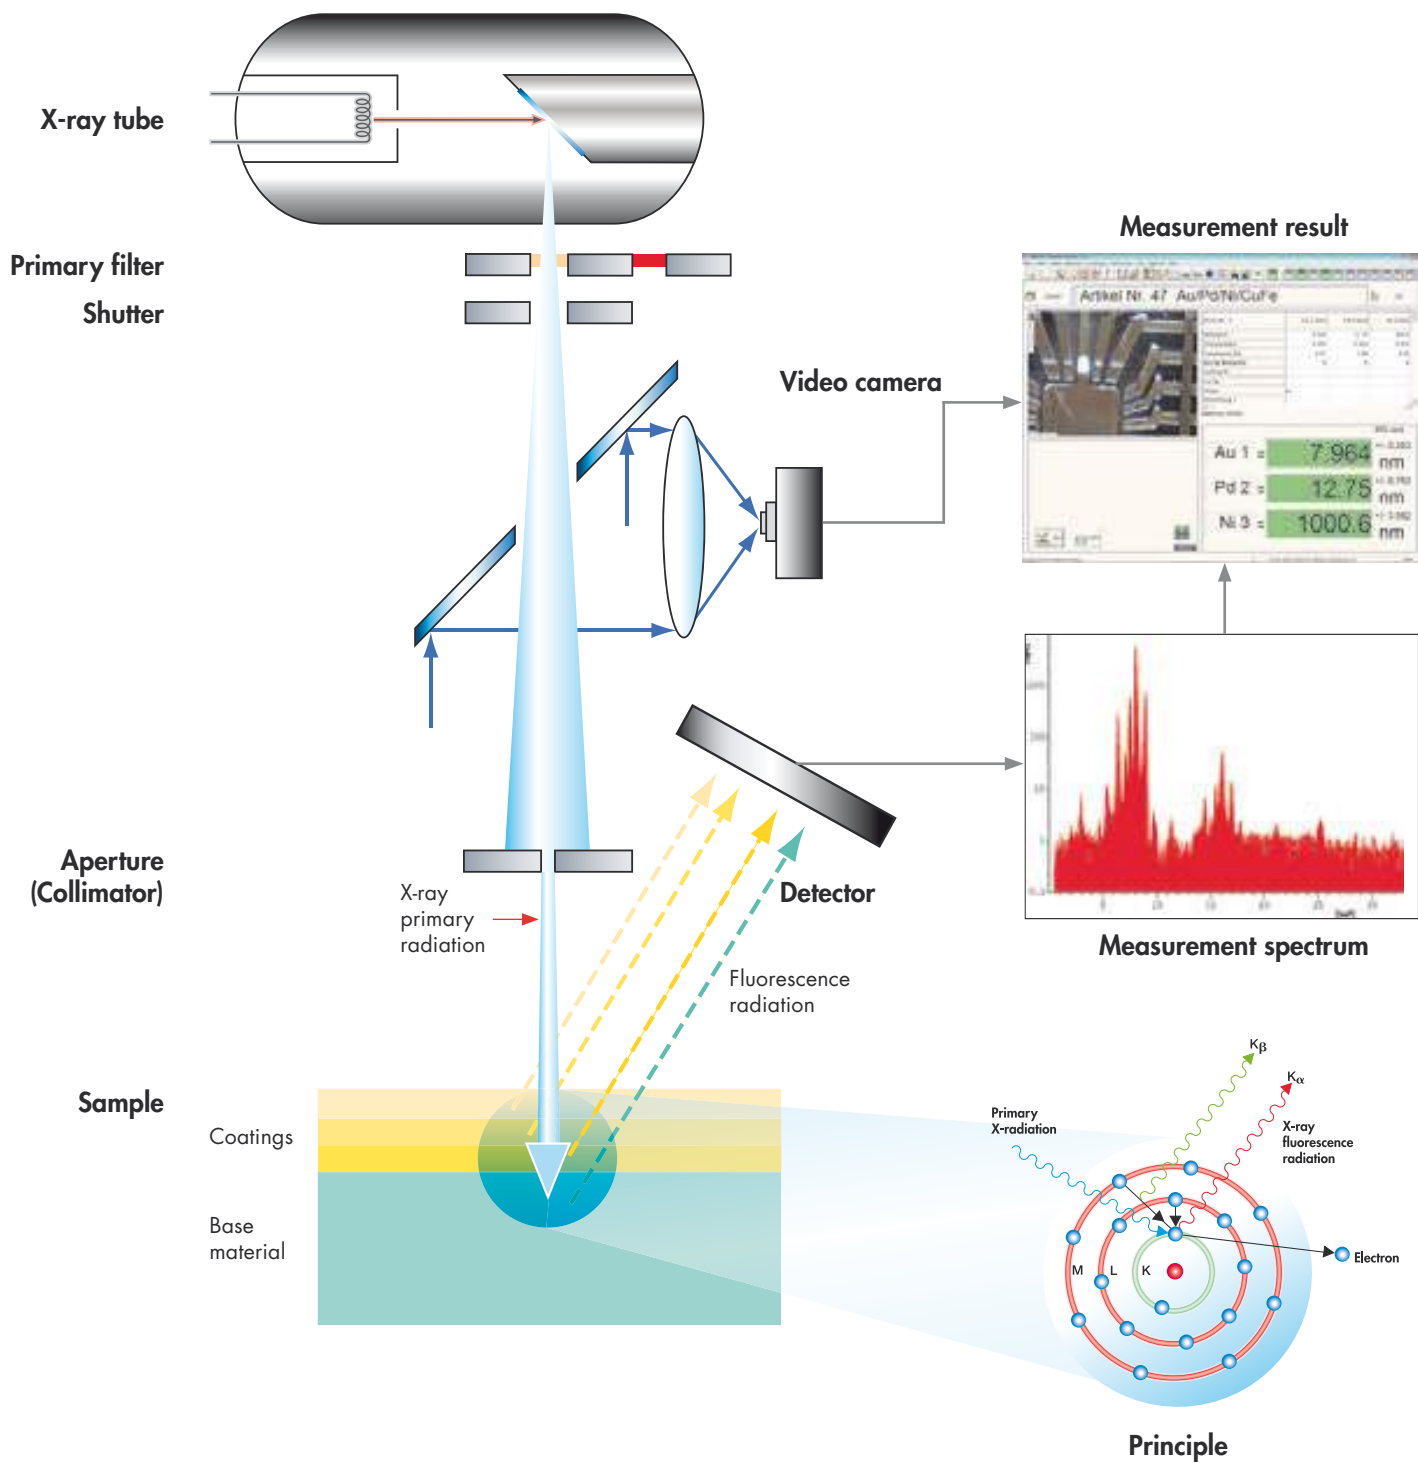 X-ray tube
Primary filter
Shutter
Measurement result
Artikel Nr. 47 Au/Pd/Ni/CuFe
Au 1 = 7.964 nm
Pd 2 = 12.75 nm
Ni 3 = 1000.6 nm
Video camera
Aperture
(Collimator)
X-ray
primary
radiation
Detector
Fluorescence
radiation
Measurement spectrum
Sample
Coatings
Base
material
Kβ
Kα
Primary
X-radiation
X-ray
fluorescence
radiation
M L K
Electron
Principle